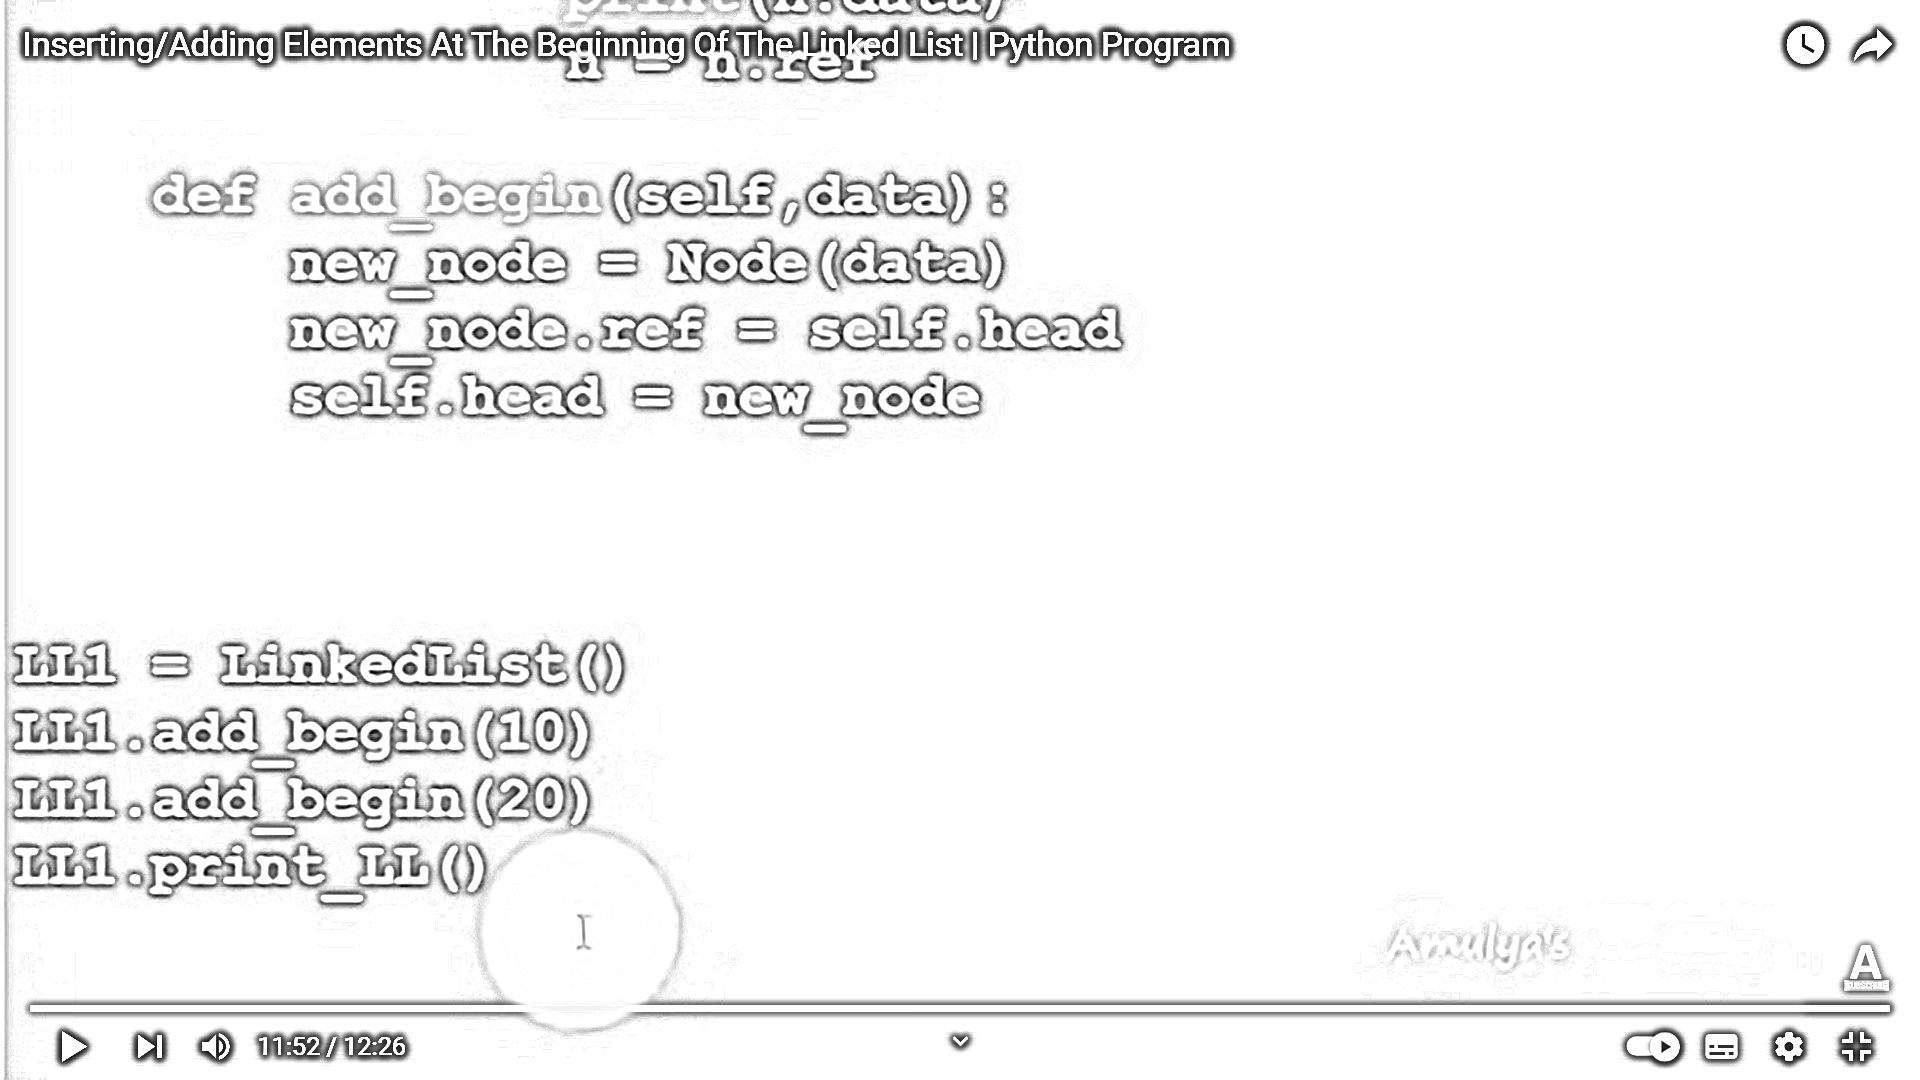 print(n.data)
Inserting/Adding Elements At The Beginning Of The Linked List | Python Program
n = n.ref
def add_begin(self,data):
new_node = Node(data)
new_node.ref = self.head
self.head = new_node
LL1 = LinkedList()
LL1.add_begin(10)
LL1.add_begin(20)
LL1.print_LL()
Amulya's
A
SUBSCRIBE
11:52 / 12:26